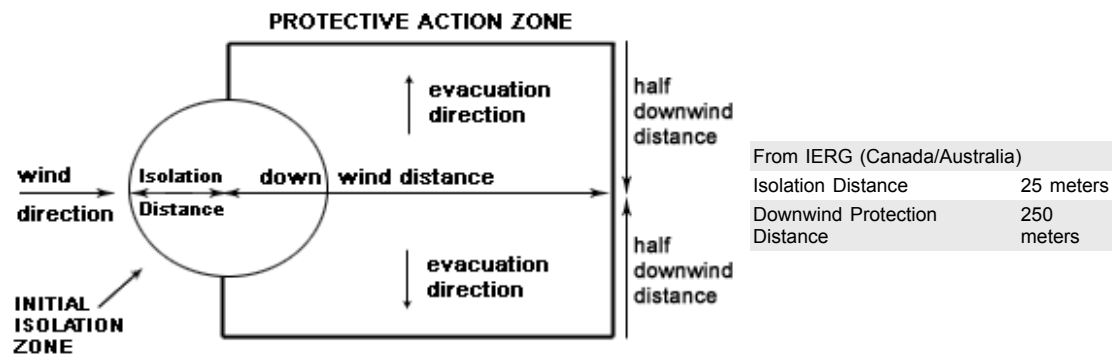 PROTECTIVE ACTION ZONE
evacuation
direction
half
downwind
distance
wind
direction
Isolation
Distance
down wind distance
evacuation
direction
half
downwind
distance
INITIAL
ISOLATION
ZONE
From IERG (Canada/Australia)
Isolation Distance 25 meters
Downwind Protection 250
Distance meters